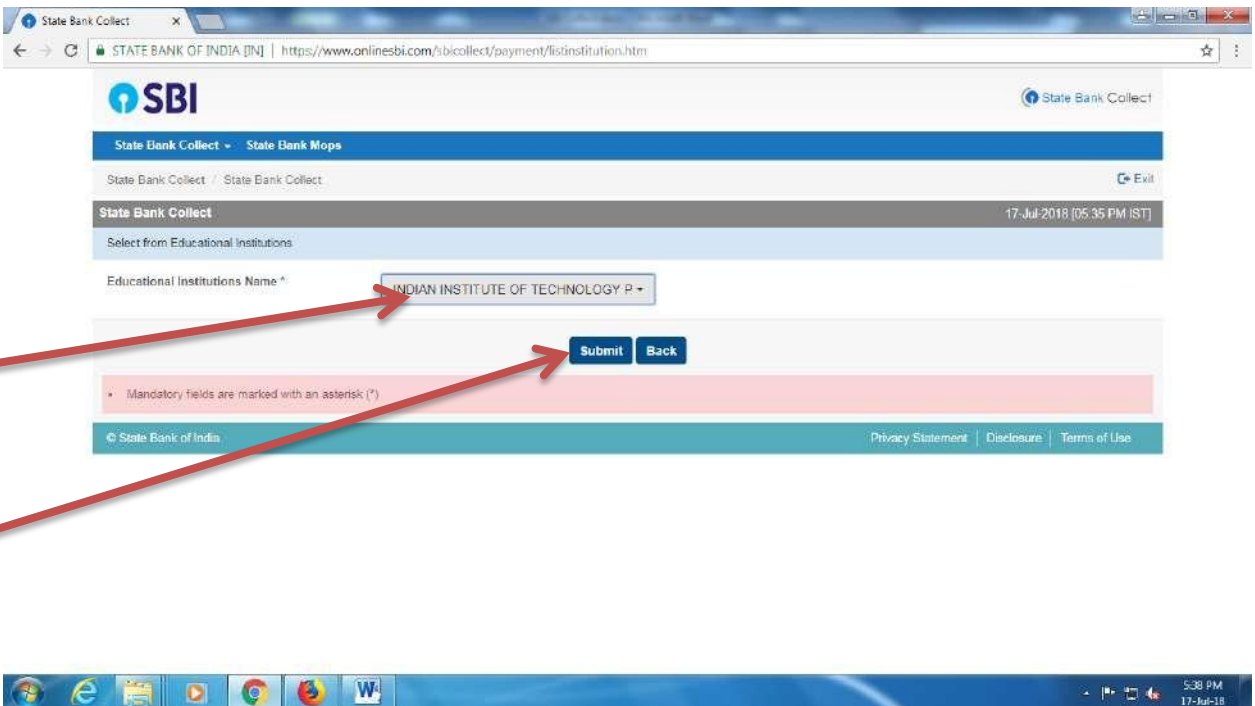 State Bank Collect
STATE BANK OF INDIA [IN] | https://www.onlinesbi.com/sbicollect/payment/listinstitution.htm
SBI
State Bank Collect
State Bank Collect State Bank Mops
State Bank Collect / State Bank Collect
Exit
State Bank Collect 17-Jul-2018 [05:35 PM IST]
Select from Educational Institutions
Educational Institutions Name *
INDIAN INSTITUTE OF TECHNOLOGY P
Submit Back
• Mandatory fields are marked with an asterisk (*)
© State Bank of India Privacy Statement | Disclosure | Terms of Use
5:38 PM
17-Jul-18